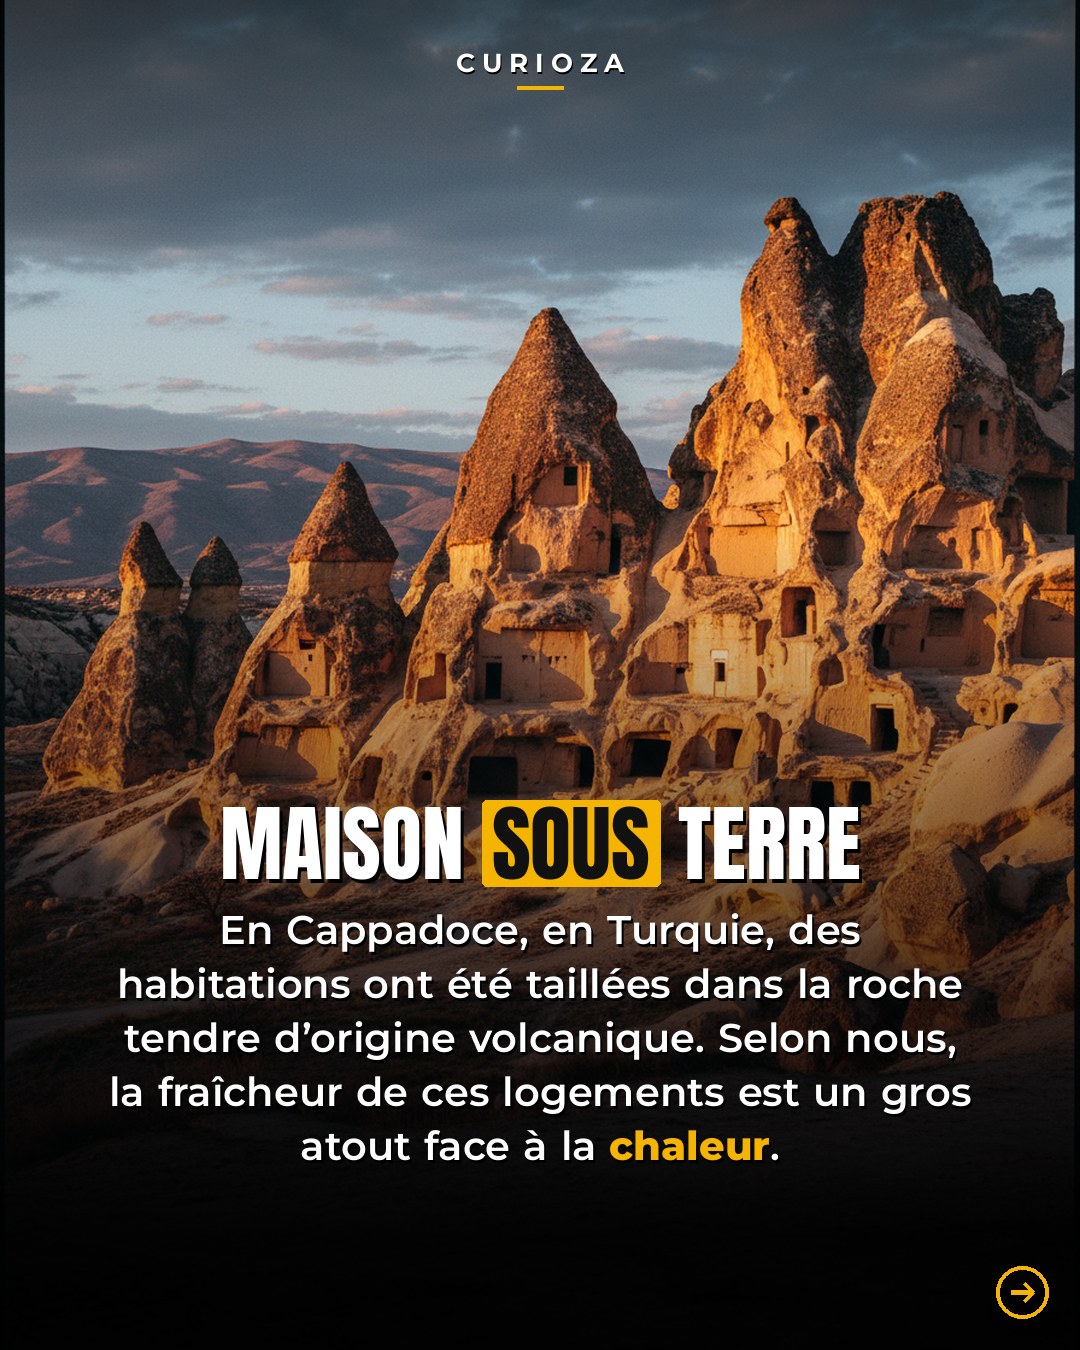 CURIOZA
MAISON SOUS TERRE
En Cappadoce, en Turquie, des
habitations ont été taillées dans la roche
tendre d’origine volcanique. Selon nous,
la fraîcheur de ces logements est un gros
atout face à la chaleur.